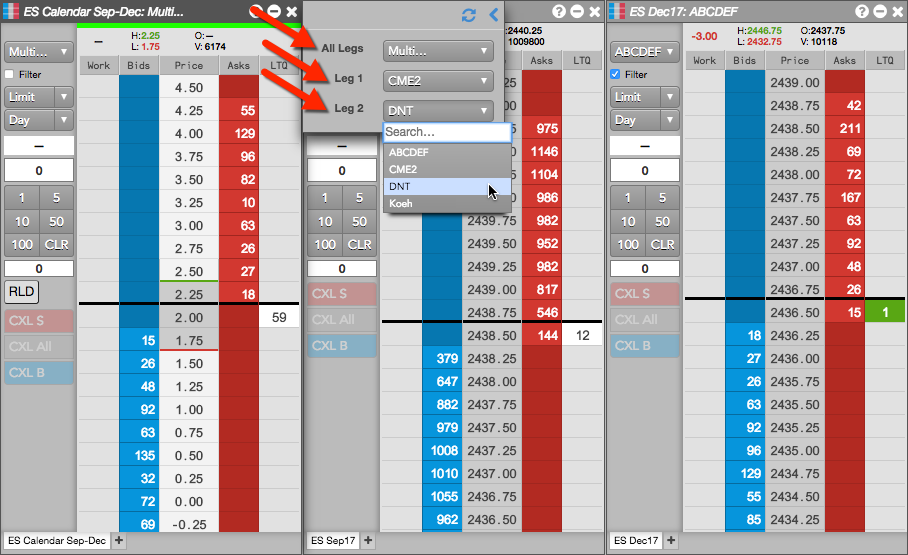 ES Calendar Sep-Dec: Multi...
Multi...
Filter
Limit
Day
—
0
1 5
10 50
100 CLR
0
RLD
CXL S
CXL All
CXL B
—
H:2.25 O:—
L: 1.75 V: 6174
Work Bids Price Asks LTQ
4.50
4.25 55
4.00 129
3.75 96
3.50 82
3.25 10
3.00 63
2.75 26
2.50 27
2.25 18
2.00 59
15 1.75
26 1.50
48 1.25
92 1.00
63 0.75
135 0.50
32 0.25
72 0.00
69 -0.25
ES Calendar Sep-Dec +
All Legs Multi...
Leg 1 CME2
Leg 2 DNT
Search...
ABCDEF
CME2
DNT
Koeh
:2440.25
1009800
Asks LTQ
975
1146
1104
986
2439.75 982
2439.50 952
2439.25 982
2439.00 817
2438.75 546
2438.50 144 12
379 2438.25
647 2438.00
882 2437.75
979 2437.50
1008 2437.25
1010 2437.00
1055 2436.75
962 2436.50
0
CXL S
CXL All
CXL B
ES Sep17 +
ES Dec17: ABCDEF
ABCDEF
Filter
Limit
Day
—
0
1 5
10 50
100 CLR
0
CXL S
CXL All
CXL B
-3.00
H:2446.75 O:2437.75
L: 2432.75 V: 10118
Work Bids Price Asks LTQ
2439.00
2438.75 42
2438.50 211
2438.25 69
2438.00 72
2437.75 167
2437.50 63
2437.25 92
2437.00 48
2436.75 26
2436.50 15 1
18 2436.25
27 2436.00
26 2435.75
63 2435.50
92 2435.25
96 2435.00
129 2434.75
55 2434.50
85 2434.25
ES Dec17 +